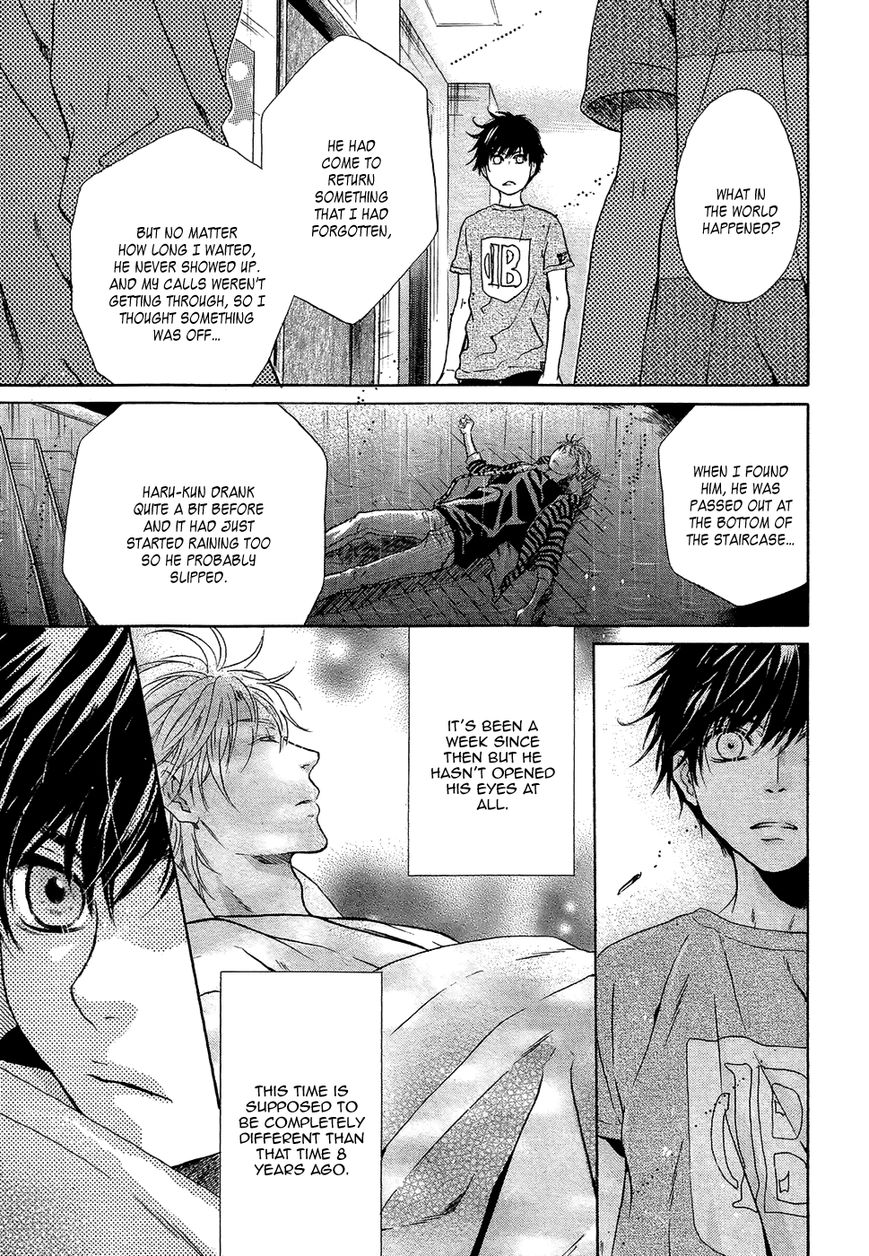 WHAT IN
THE WORLD
HAPPENED?
HE HAD
COME TO
RETURN
SOMETHING
THAT I HAD
FORGOTTEN,
BUT NO MATTER
HOW LONG I WAITED,
HE NEVER SHOWED UP.
AND MY CALLS WEREN'T
GETTING THROUGH, SO I
THOUGHT SOMETHING
WAS OFF...
WHEN I FOUND
HIM, HE WAS
PASSED OUT AT
THE BOTTOM OF
THE STAIRCASE...
HARU-KUN DRANK
QUITE A BIT BEFORE
AND IT HAD JUST
STARTED RAINING TOO
SO HE PROBABLY
SLIPPED.
IT'S BEEN A
WEEK SINCE
THEN BUT HE
HASN'T OPENED
HIS EYES AT
ALL.
THIS TIME IS
SUPPOSED TO
BE COMPLETELY
DIFFERENT THAN
THAT TIME 8
YEARS AGO.